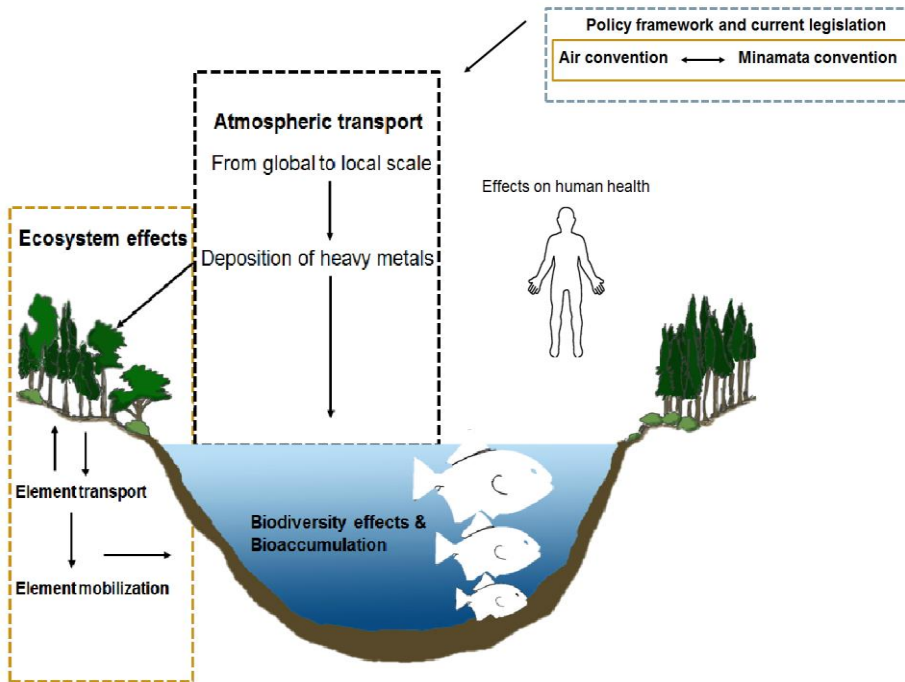 Policy framework and current legislation
Air convention Minamata convention
Atmospheric transport
From global to local scale
Effects on human health
Ecosystem effects
Deposition of heavy metals
Element transport
Biodiversity effects &
Bioaccumulation
Element mobilization